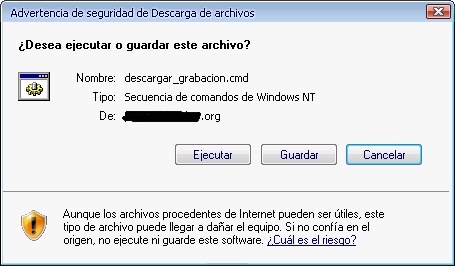 Advertencia de seguridad de Descarga de archivos
¿Desea ejecutar o guardar este archivo?
Nombre: descargar_grabacion.cmd
Tipo: Secuencia de comandos de Windows NT
De: .org
Ejecutar Guardar Cancelar
Aunque los archivos procedentes de Internet pueden ser útiles, este
tipo de archivo puede llegar a dañar el equipo. Si no confía en el
origen, no ejecute ni guarde este software. ¿Cuál es el riesgo?